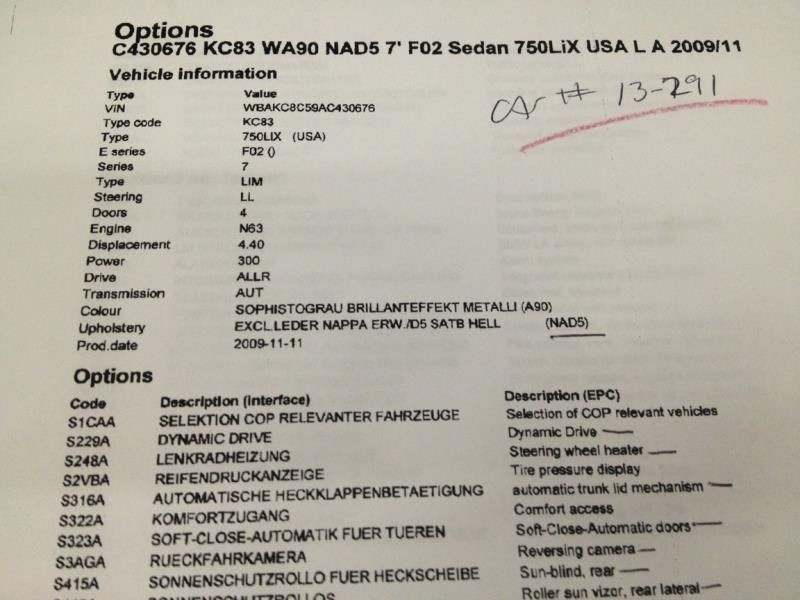 Options
C430676 KC83 WA90 NAD5 7' F02 Sedan 750LiX USA L A 2009/11
Vehicle information
Car # 13-291
Type Value
VIN WBAKC8C59AC430676
Type code KC83
Type 750LIX (USA)
E series F02 ()
Series 7
Type LIM
Steering LL
Doors 4
Engine N63
Displacement 4.40
Power 300
Drive ALLR
Transmission AUT
Colour SOPHISTOGRAU BRILLANTEFFEKT METALLI (A90)
Upholstery EXCL.LEDER NAPPA ERW./D5 SATB HELL (NAD5)
Prod.date 2009-11-11
Options
Code Description (interface) Description (EPC)
S1CAA SELEKTION COP RELEVANTER FAHRZEUGE Selection of COP relevant vehicles
S229A DYNAMIC DRIVE Dynamic Drive
S248A LENKRADHEIZUNG Steering wheel heater
S2VBA REIFENDRUCKANZEIGE Tire pressure display
S316A AUTOMATISCHE HECKKLAPPENBETAETIGUNG automatic trunk lid mechanism
S322A KOMFORTZUGANG Comfort access
S323A SOFT-CLOSE-AUTOMATIK FUER TUEREN Soft-Close-Automatic doors
S3AGA RUECKFAHRKAMERA Reversing camera
S415A SONNENSCHUTZROLLO FUER HECKSCHEIBE Sun-blind, rear
SONNENSCHUTZROLLOS Roller sun vizor, rear lateral